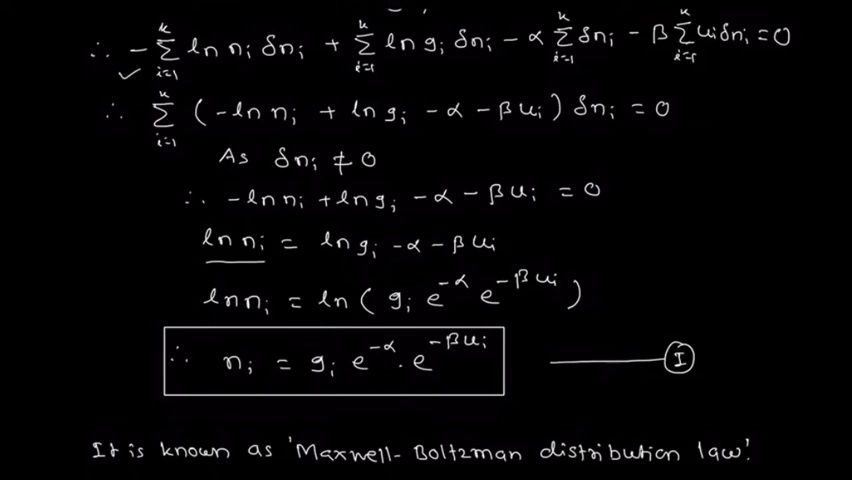 ∴ - Σ_{i=1}^{k} ln n_i δn_i + Σ_{i=1}^{k} ln g_i δn_i - α Σ_{i=1}^{k} δn_i - β Σ_{i=1}^{k} u_i δn_i = 0
∴ Σ_{i=1}^{k} ( -ln n_i + ln g_i - α - β u_i ) δn_i = 0
As δn_i ≠ 0
∴ -ln n_i + ln g_i - α - β u_i = 0
ln n_i = ln g_i - α - β u_i
ln n_i = ln ( g_i e^{-α} e^{-β u_i} )
∴ n_i = g_i e^{-α} . e^{-β u_i} ——— I
It is known as 'Maxwell-Boltzman distribution law'.